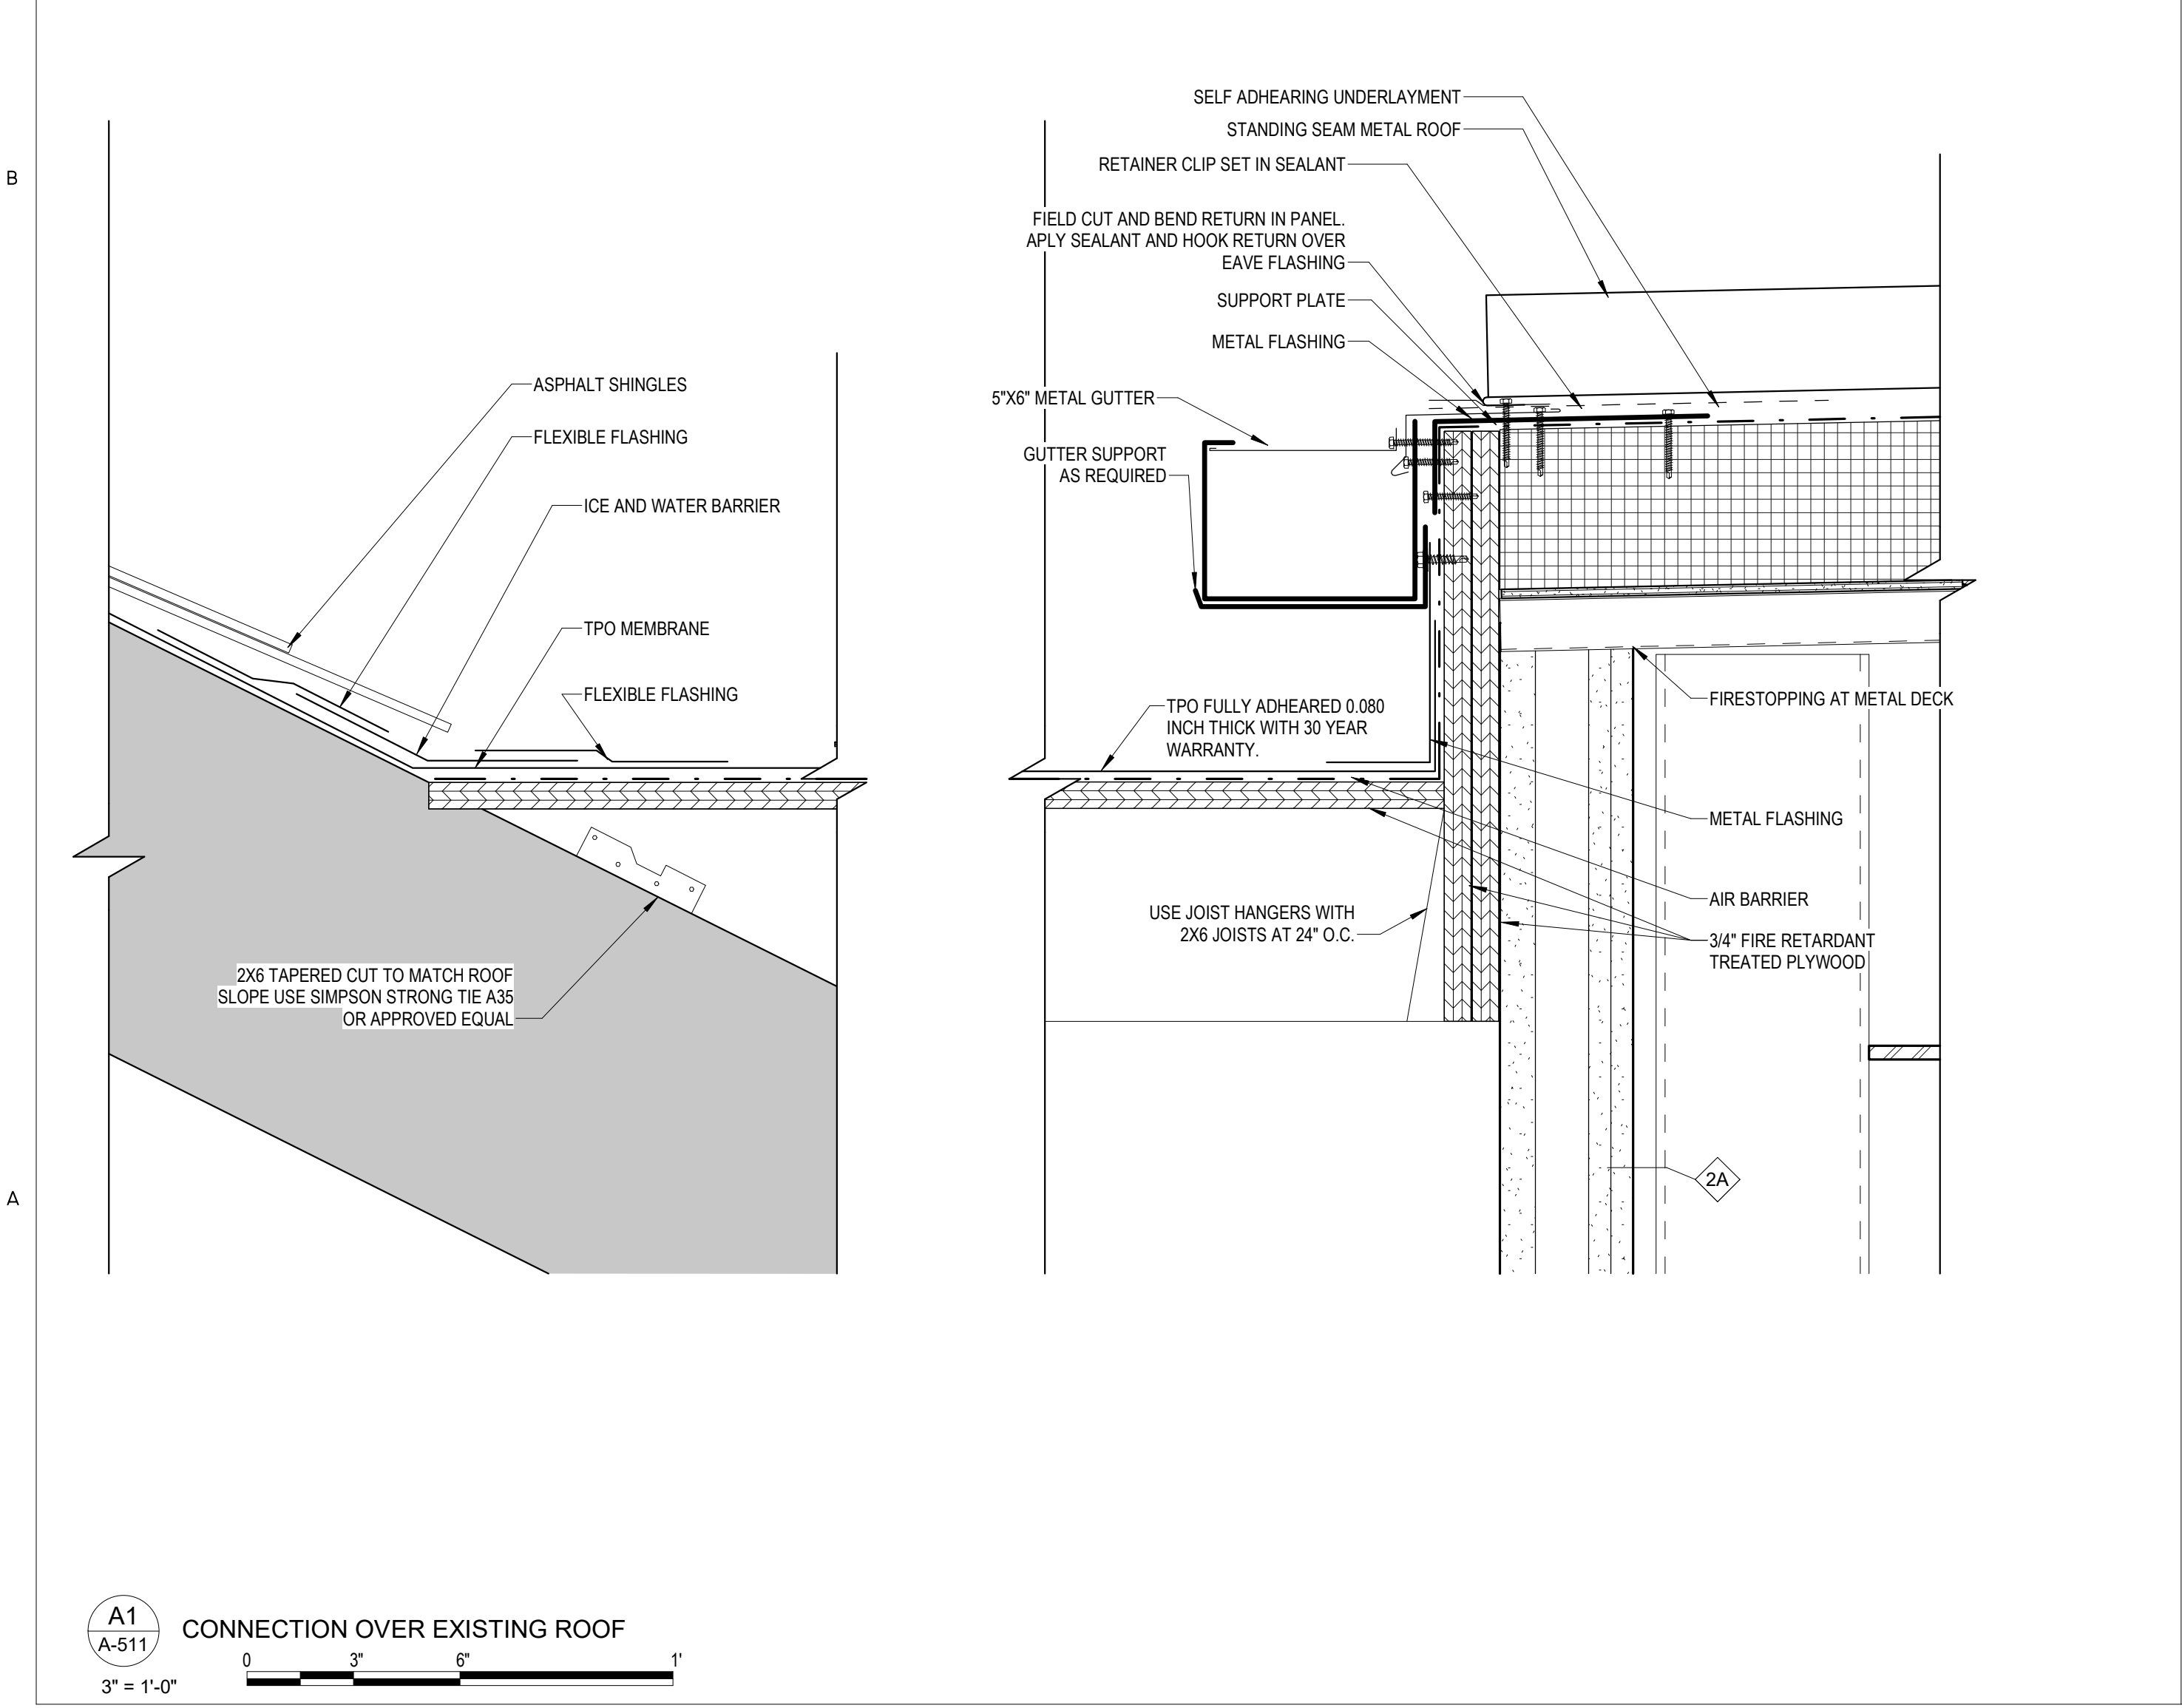 B
SELF ADHEARING UNDERLAYMENT
STANDING SEAM METAL ROOF
RETAINER CLIP SET IN SEALANT
FIELD CUT AND BEND RETURN IN PANEL.
APLY SEALANT AND HOOK RETURN OVER
EAVE FLASHING
SUPPORT PLATE
METAL FLASHING
5"X6" METAL GUTTER
GUTTER SUPPORT
AS REQUIRED
ASPHALT SHINGLES
FLEXIBLE FLASHING
ICE AND WATER BARRIER
TPO MEMBRANE
FLEXIBLE FLASHING
TPO FULLY ADHEARED 0.080
INCH THICK WITH 30 YEAR
WARRANTY.
FIRESTOPPING AT METAL DECK
METAL FLASHING
AIR BARRIER
3/4" FIRE RETARDANT
TREATED PLYWOOD
USE JOIST HANGERS WITH
2X6 JOISTS AT 24" O.C.
2X6 TAPERED CUT TO MATCH ROOF
SLOPE USE SIMPSON STRONG TIE A35
OR APPROVED EQUAL
2A
A
A1
A-511
CONNECTION OVER EXISTING ROOF
0 3" 6" 1'
3" = 1'-0"